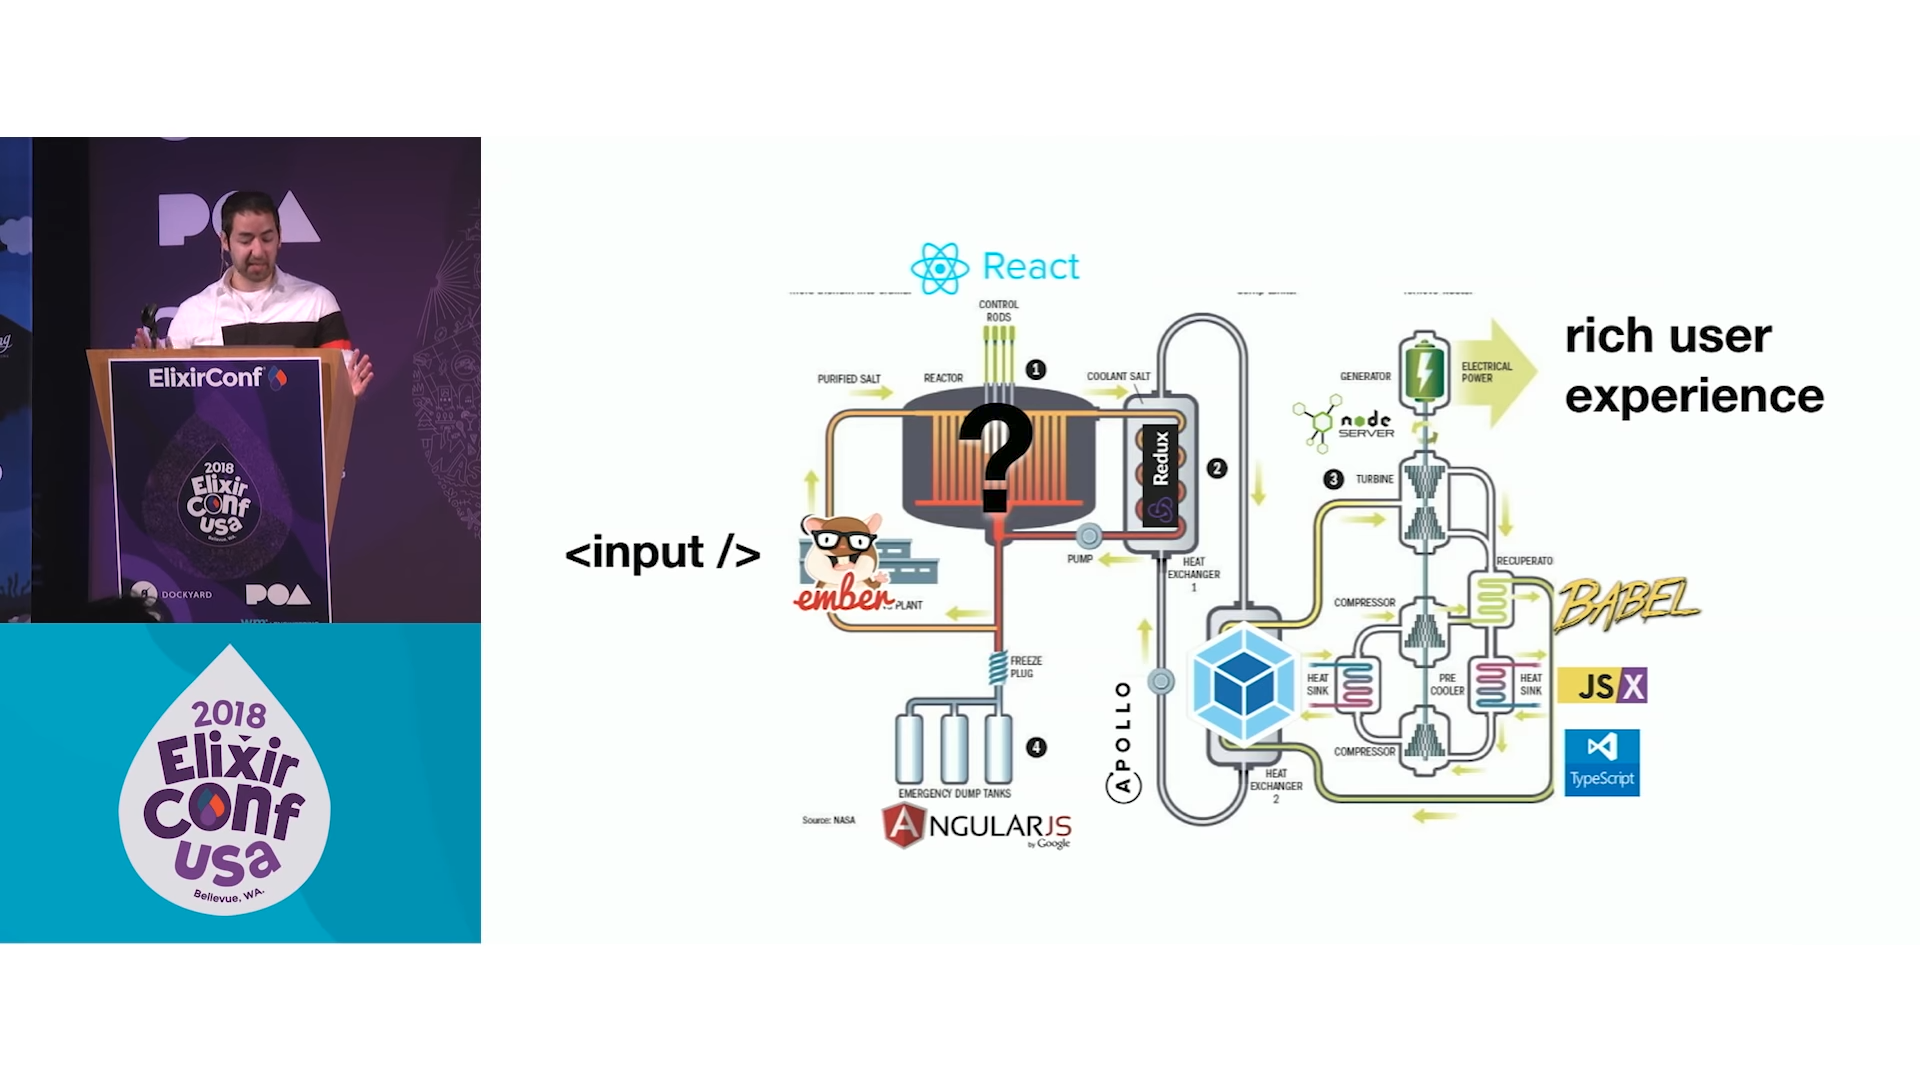 POA
ElixirConf
2018
Elixir
Conf
USA
Bellevue, WA.
DOCKYARD
POA
2018
Elixir
Conf
USA
Bellevue, WA.
React
CONTROL
RODS
1
PURIFIED SALT
REACTOR
COOLANT SALT
?
Redux
2
PUMP
HEAT
EXCHANGER
1
<input />
ember
PLANT
FREEZE
PLUG
4
EMERGENCY DUMP TANKS
Source: NASA
ANGULARJS
by Google
APOLLO
HEAT
EXCHANGER
2
GENERATOR
ELECTRICAL
POWER
rich user
experience
node
SERVER
3
TURBINE
RECUPERATO
COMPRESSOR
HEAT
SINK
PRE
COOLER
HEAT
SINK
COMPRESSOR
BABEL
JSX
TypeScript